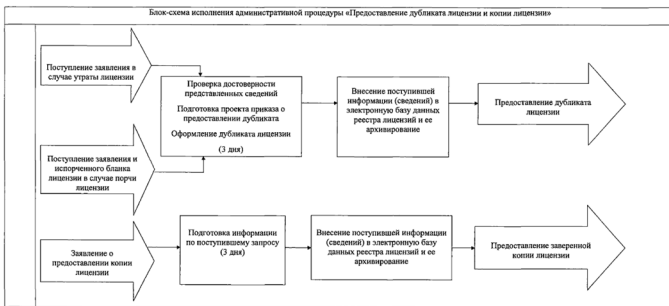 Блок-схема исполнения административной процедуры «Предоставление дубликата лицензии и копии лицензии»
Поступление заявления в
случае утраты лицензии
Проверка достоверности
представленных сведений
Подготовка проекта приказа о
предоставлении дубликата
Оформление дубликата лицензии
(3 дня)
Внесение поступившей
информации (сведений) в
электронную базу данных
реестра лицензий и ее
архивирование
Предоставление дубликата
лицензии
Поступление заявления и
испорченного бланка
лицензии в случае порчи
лицензии
Заявление о
предоставлении копии
лицензии
Подготовка информации
по поступившему запросу
(3 дня)
Внесение поступившей информации
(сведений) в электронную базу
данных реестра лицензий и ее
архивирование
Предоставление заверенной
копии лицензии